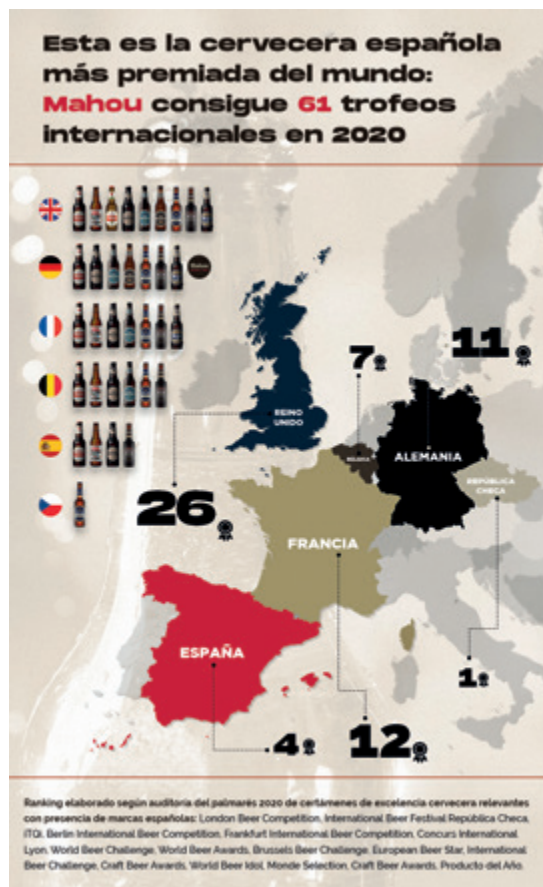 Esta es la cervecera española
más premiada del mundo:
Mahou consigue 61 trofeos
internacionales en 2020
11
7
REINO
UNIDO
BÉLGICA
ALEMANIA
REPÚBLICA
CHECA
26
FRANCIA
ESPAÑA
1
4
12
Ranking elaborado según auditoría del palmarés 2020 de certámenes de excelencia cervecera relevantes
con presencia de marcas españolas: London Beer Competition, International Beer Festival República Checa,
ITQi, Berlin International Beer Competition, Frankfurt International Beer Competition, Concurs International
Lyon, World Beer Challenge, World Beer Awards, Brussels Beer Challenge, European Beer Star, International
Beer Challenge, Craft Beer Awards, World Beer Idol, Monde Selection, Craft Beer Awards, Producto del Año.